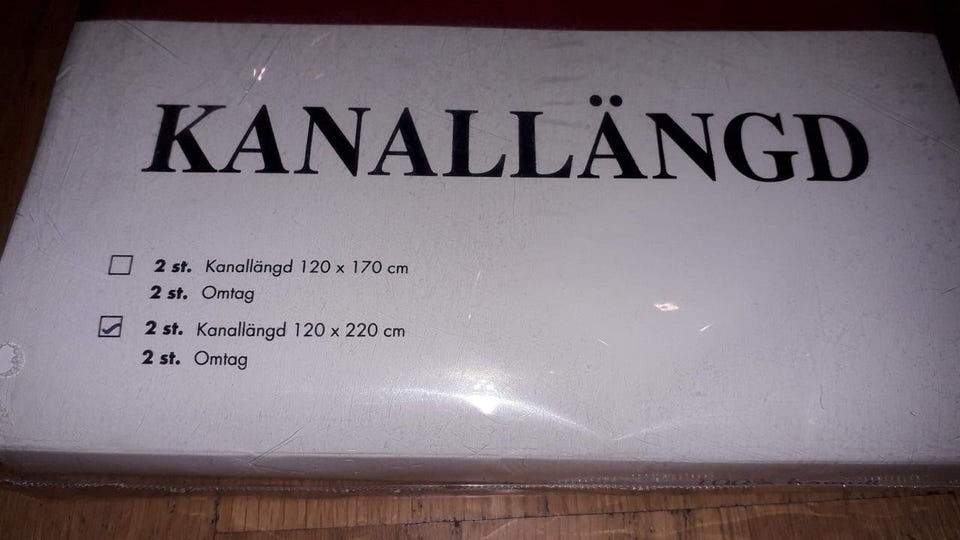 KANALLÄNGD
2 st. Kanallängd 120 x 170 cm
2 st. Omtag
2 st. Kanallängd 120 x 220 cm
2 st. Omtag